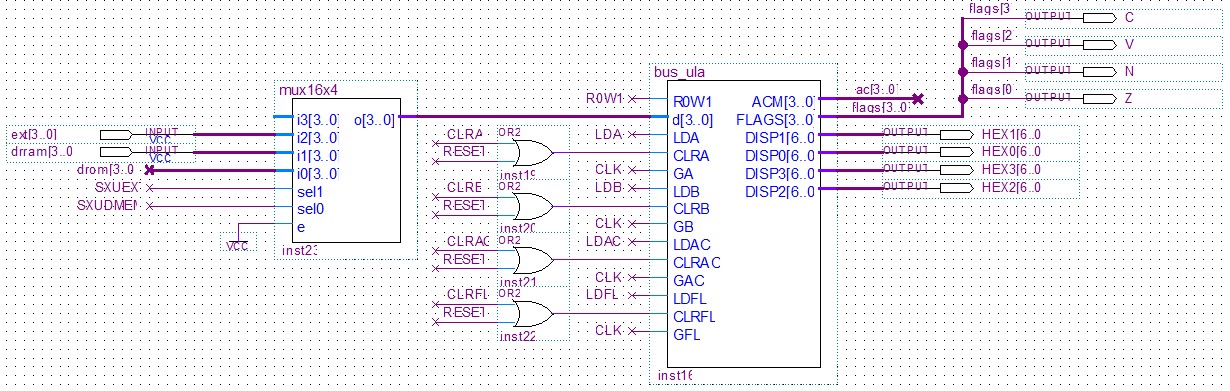 flags[3
OUTPUT
C
flags[2
OUTPUT
V
flags[1
OUTPUT
N
flags[0
OUTPUT
Z
mux16x4
i3[3..0]
o[3..0]
i2[3..0]
i1[3..0]
i0[3..0]
sel1
sel0
e
inst23
ext[3..0]
INPUT
VCC
drram[3..0
INPUT
VCC
drom[3..0
SXUEX
SXUDMEM
VCC
CLRA
RESET
OR2
inst19
CLRB
RESET
OR2
inst20
CLRAC
RESET
OR2
inst21
CLRFL
RESET
OR2
inst22
bus_ula
R0W1
R0W1
ACM[3..0]
d[3..0]
FLAGS[3..0]
LDA
LDA
DISP1[6..0
CLRA
DISP0[6..0
CLK
GA
DISP3[6..0
LDB
LDB
DISP2[6..0
CLRB
CLK
GB
LDAC
LDAC
CLRAC
CLK
GAC
LDFL
LDFL
CLRFL
CLK
GFL
inst16
ac[3..0]
flags[3..0]
OUTPUT
HEX1[6..0
OUTPUT
HEX0[6..0
OUTPUT
HEX3[6..0
OUTPUT
HEX2[6..0